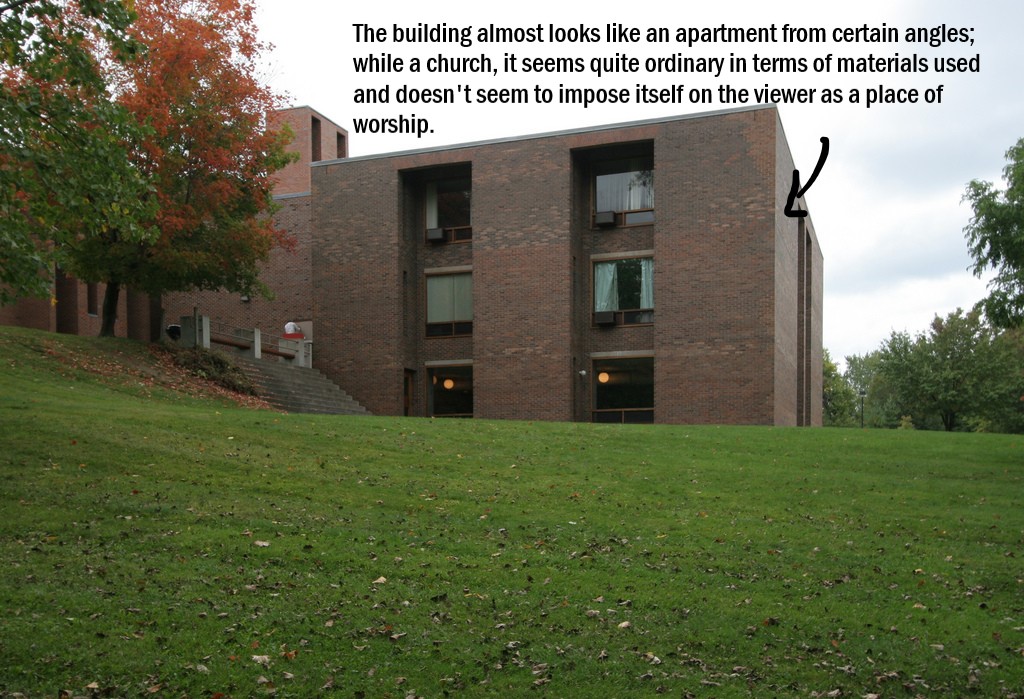 The building almost looks like an apartment from certain angles;
while a church, it seems quite ordinary in terms of materials used
and doesn't seem to impose itself on the viewer as a place of
worship.